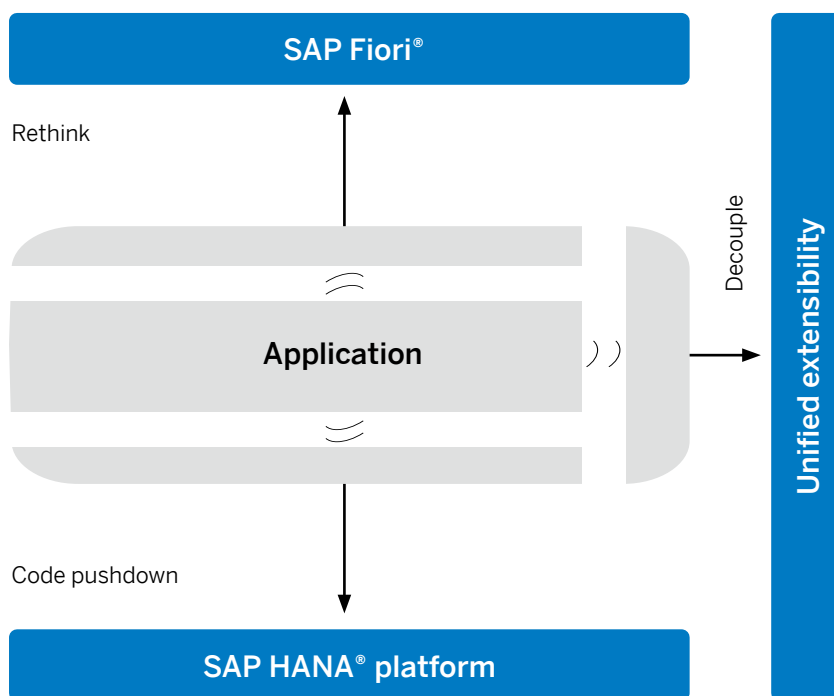 SAP Fiori®
Rethink
Decouple
Unified extensibility
Application
Code pushdown
SAP HANA® platform